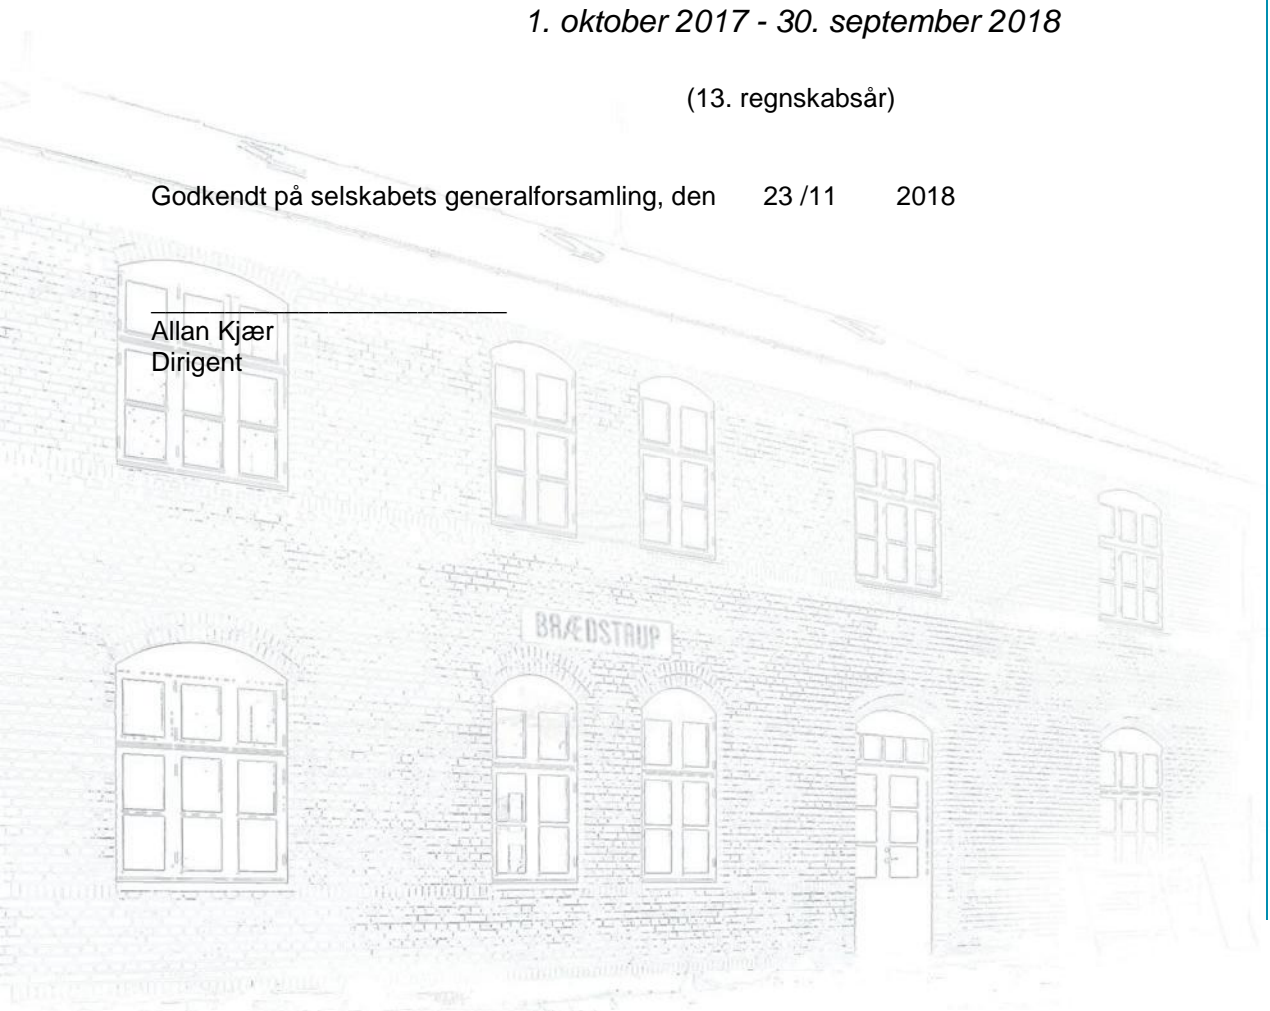 1. oktober 2017 - 30. september 2018
(13. regnskabsår)
Godkendt på selskabets generalforsamling, den 23 /11 2018
Allan Kjær
Dirigent
BRÆDSTRUP